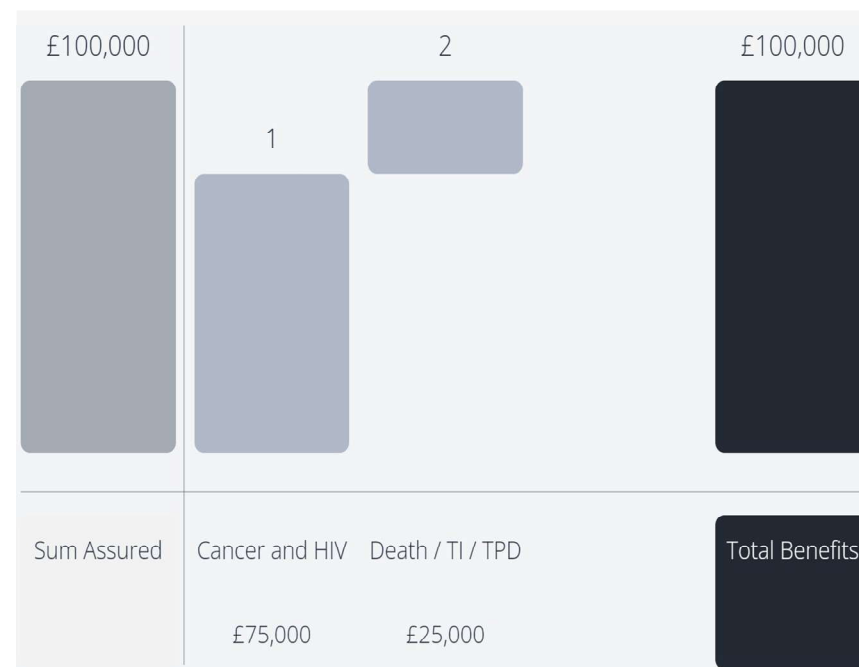 £100,000
2
£100,000
1
Sum Assured
Cancer and HIV
Death / TI / TPD
Total Benefits
£75,000
£25,000